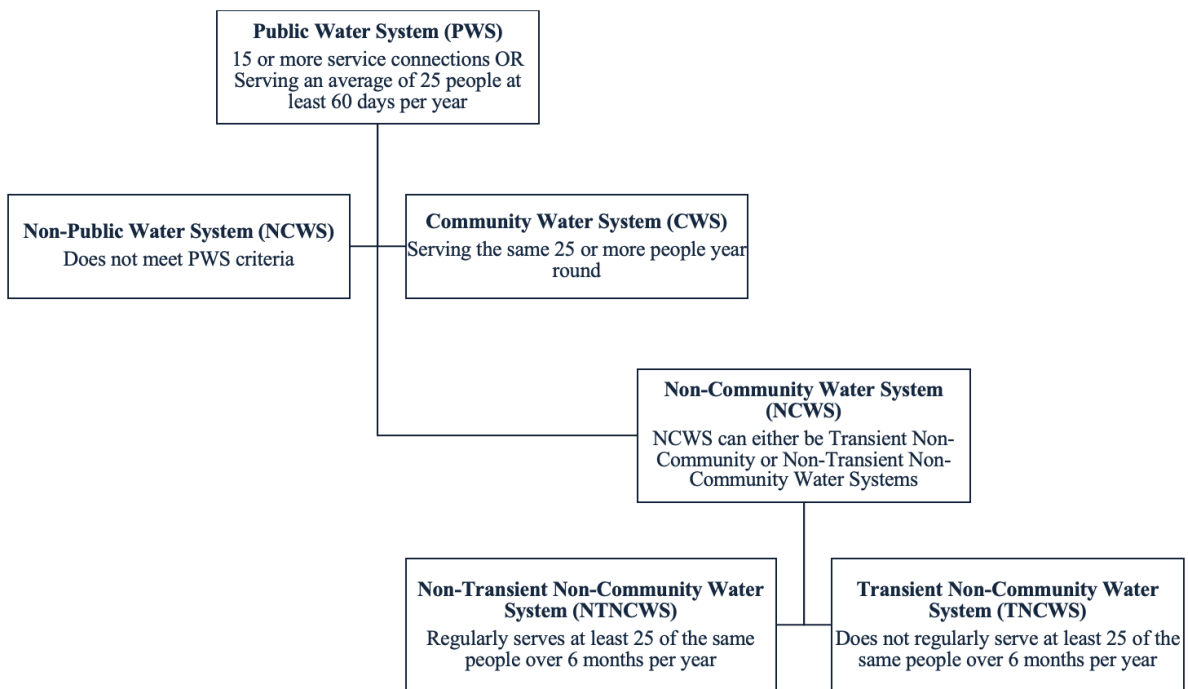 Public Water System (PWS)
15 or more service connections OR
Serving an average of 25 people at
least 60 days per year
Non-Public Water System (NCWS)
Does not meet PWS criteria
Community Water System (CWS)
Serving the same 25 or more people year
round
Non-Community Water System
(NCWS)
NCWS can either be Transient Non-
Community or Non-Transient Non-
Community Water Systems
Non-Transient Non-Community Water
System (NTNCWS)
Regularly serves at least 25 of the same
people over 6 months per year
Transient Non-Community Water
System (TNCWS)
Does not regularly serve at least 25 of the
same people over 6 months per year